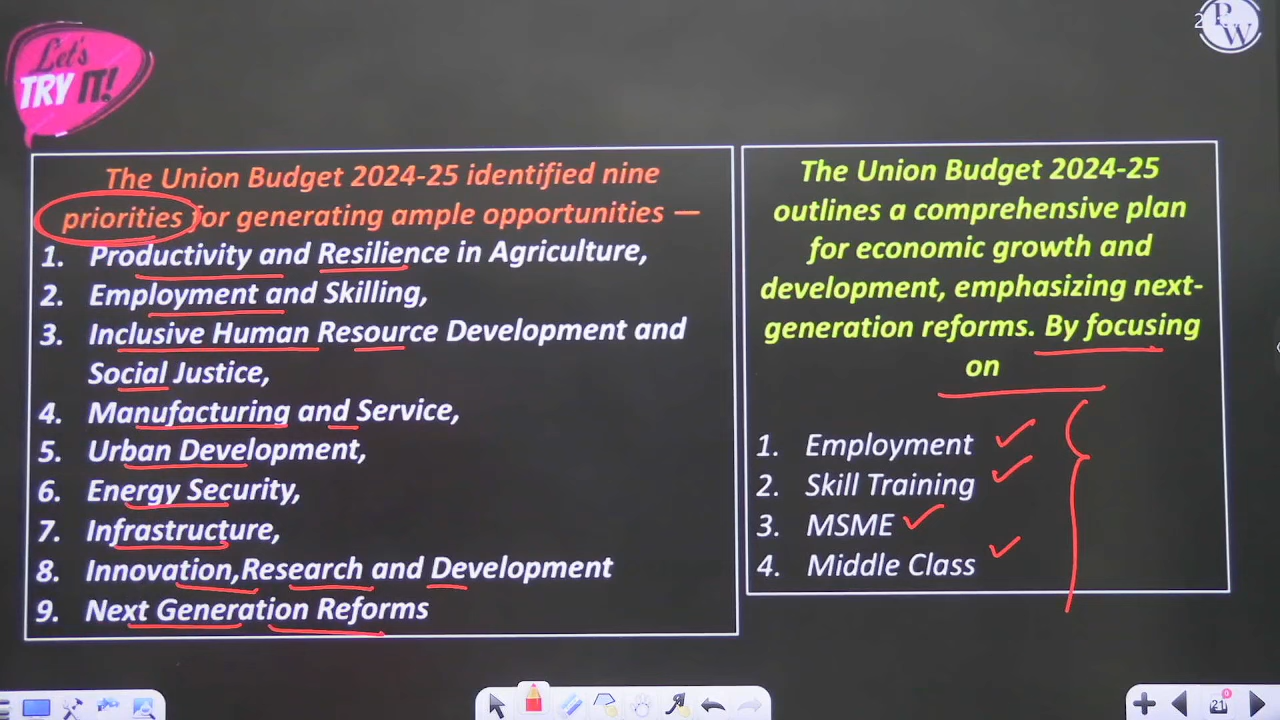 Let's
TRY IT!
PW
The Union Budget 2024-25 identified nine
priorities for generating ample opportunities —
1. Productivity and Resilience in Agriculture,
2. Employment and Skilling,
3. Inclusive Human Resource Development and
Social Justice,
4. Manufacturing and Service,
5. Urban Development,
6. Energy Security,
7. Infrastructure,
8. Innovation,Research and Development
9. Next Generation Reforms
The Union Budget 2024-25
outlines a comprehensive plan
for economic growth and
development, emphasizing next-
generation reforms. By focusing
on
1. Employment
2. Skill Training
3. MSME
4. Middle Class
21